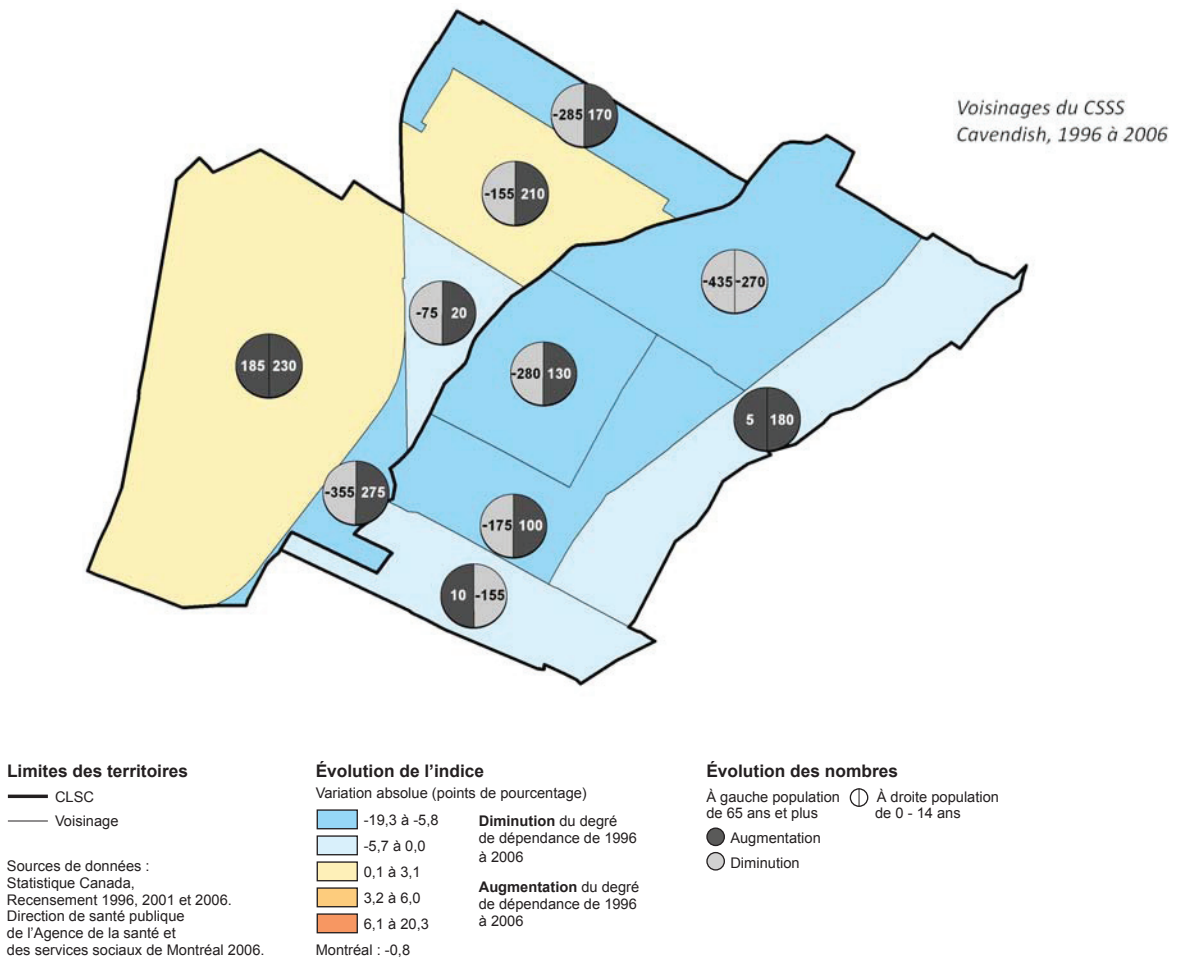 Voisinages du CSSS
Cavendish, 1996 à 2006
-285 170
-155 210
-435 -270
-75 20
185 230
-280 130
5 180
-355 275
-175 100
10 -155
Limites des territoires
CLSC
Voisinage
Sources de données :
Statistique Canada,
Recensement 1996, 2001 et 2006.
Direction de santé publique
de l'Agence de la santé et
des services sociaux de Montréal 2006.
Évolution de l'indice
Variation absolue (points de pourcentage)
-19,3 à -5,8
-5,7 à 0,0
0,1 à 3,1
3,2 à 6,0
6,1 à 20,3
Montréal : -0,8
Diminution du degré
de dépendance de 1996
à 2006
Augmentation du degré
de dépendance de 1996
à 2006
Évolution des nombres
À gauche population
de 65 ans et plus
À droite population
de 0 - 14 ans
Augmentation
Diminution